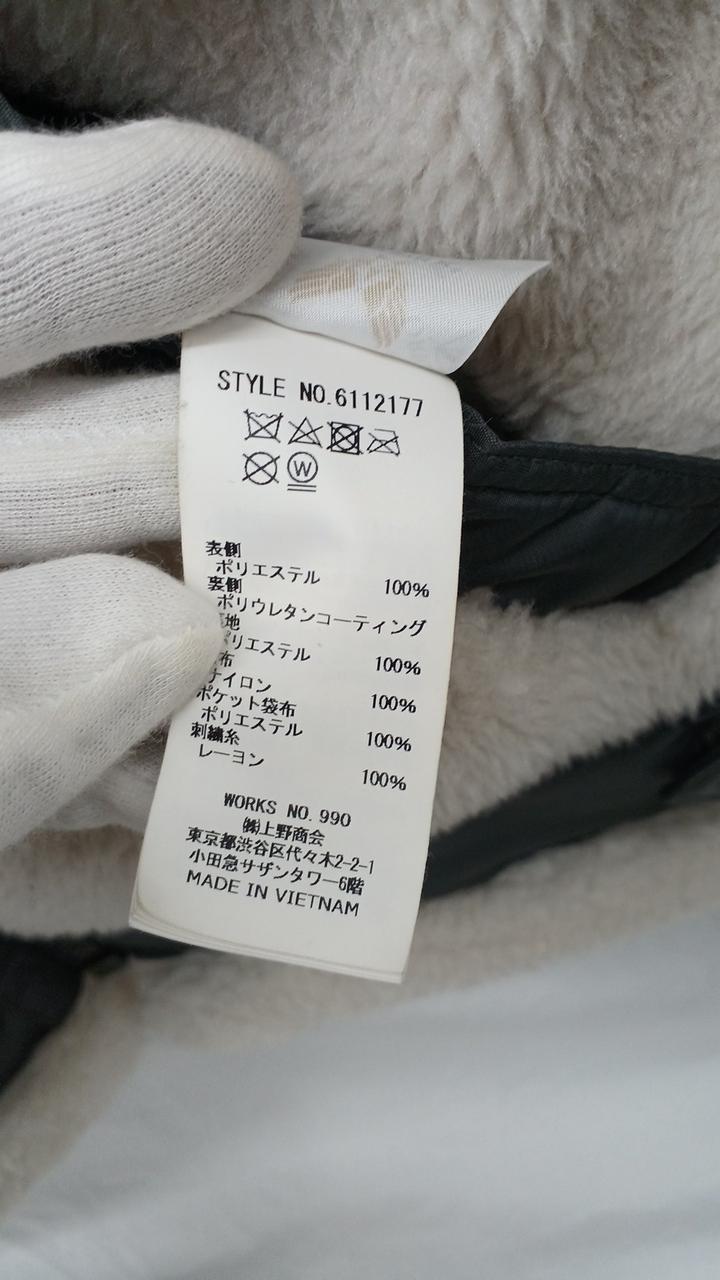 STYLE NO.6112177
W
表側
ポリエステル 100%
裏側
ポリウレタンコーティング
地
リエステル 100%
布
ナイロン 100%
ポケット袋布
ポリエステル 100%
刺繍糸
レーヨン 100%
WORKS NO.990
㈱上野商会
東京都渋谷区代々木2-2-1
小田急サザンタワー6階
MADE IN VIETNAM